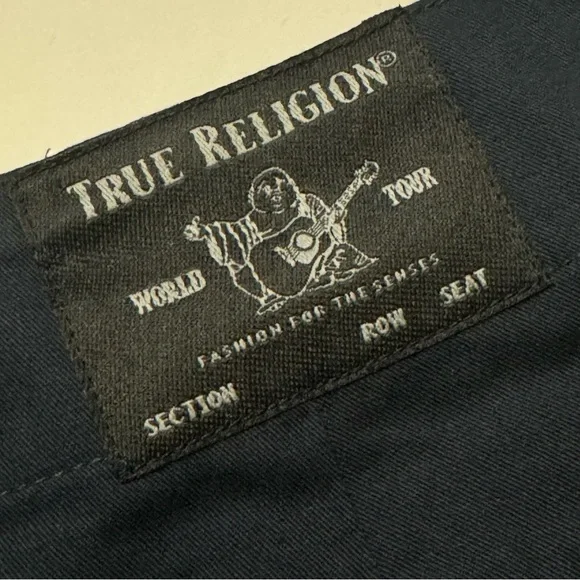 TRUE RELIGION®
WORLD TOUR
FASHION FOR THE SENSES
SECTION ROW SEAT